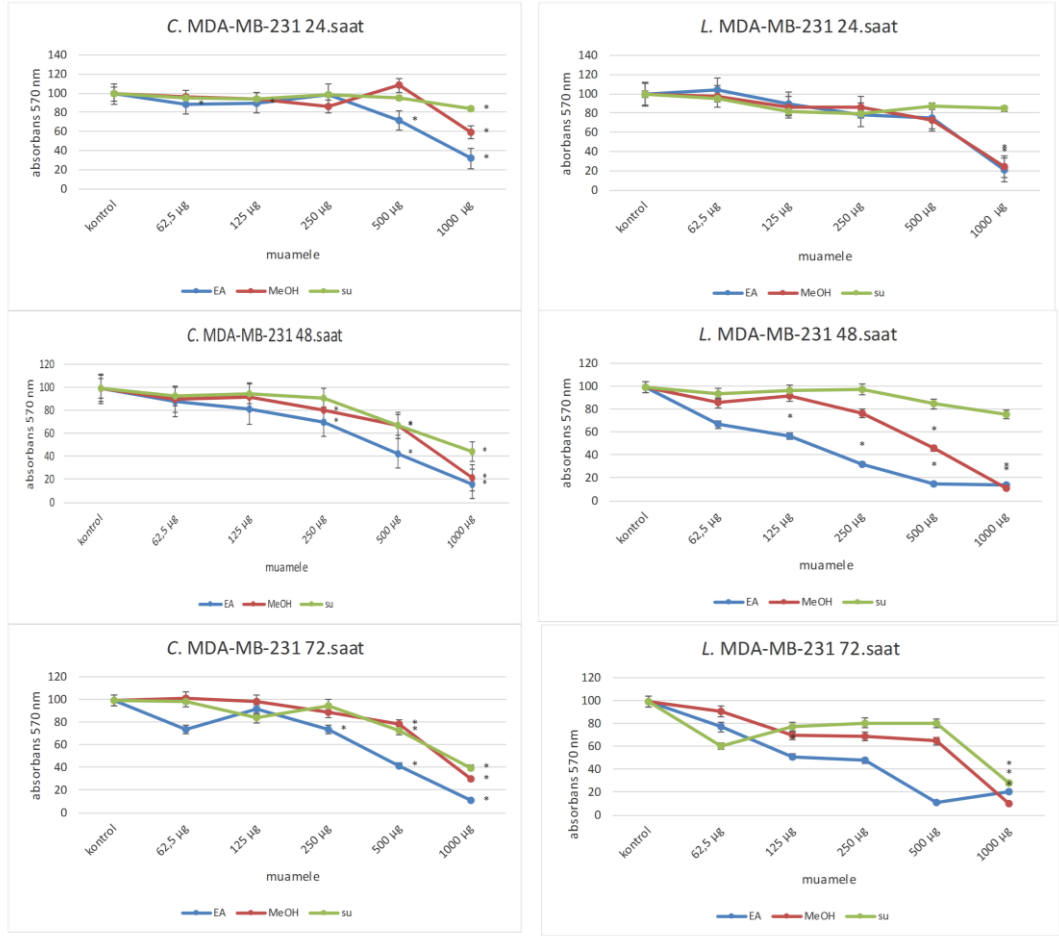 C. MDA-MB-231 24.saat
absorbans 570 nm
140
120
100
80
60
40
20
0
* * * * * *
kontrol 62,5 µg 125 µg 250 µg 500 µg 1000 µg
muamele
EA MeOH su
L. MDA-MB-231 24.saat
aborbans 570 nm
140
120
100
80
60
40
20
0
* *
kontrol 62,5 µg 125 µg 250 µg 500 µg 1000 µg
muamele
EA MeOH su
C. MDA-MB-231 48.saat
absorbans 570 nm
120
100
80
60
40
20
0
* * * * * * * *
kontrol 62,5 µg 125 µg 250 µg 500 µg 1000 µg
muamele
EA MeOH su
L. MDA-MB-231 48.saat
absorbans 570 nm
120
100
80
60
40
20
0
* * * * * *
kontrol 62,5 µg 125 µg 250 µg 500 µg 1000 µg
muamele
EA MeOH su
C. MDA-MB-231 72.saat
absorbans 570 nm
120
100
80
60
40
20
0
* * * * * * *
kontrol 62,5 µg 125 µg 250 µg 500 µg 1000 µg
muamele
EA MeOH su
L. MDA-MB-231 72.saat
absorbans 570 nm
120
100
80
60
40
20
0
* * * *
kontrol 62,5 µg 125 µg 250 µg 500 µg 1000 µg
muamele
EA MeOH su